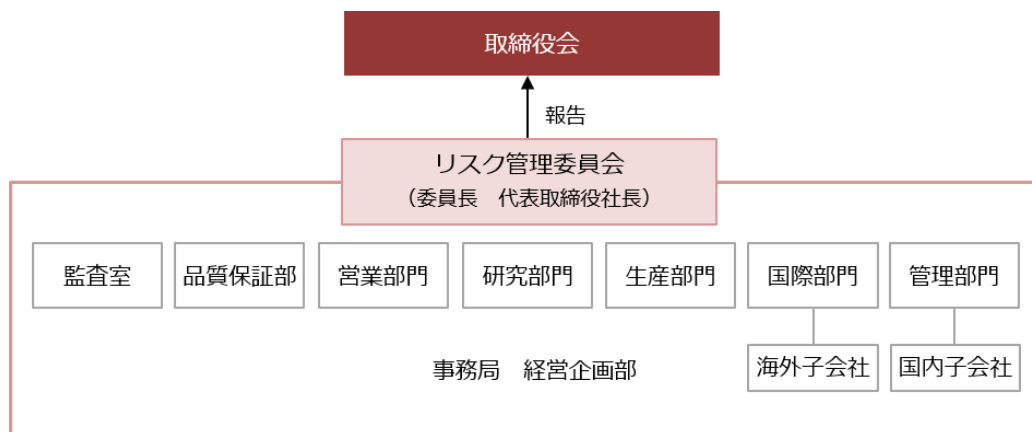 取締役会
報告
リスク管理委員会
（委員長　代表取締役社長）
監査室
品質保証部
営業部門
研究部門
生産部門
国際部門
管理部門
事務局　経営企画部
海外子会社
国内子会社